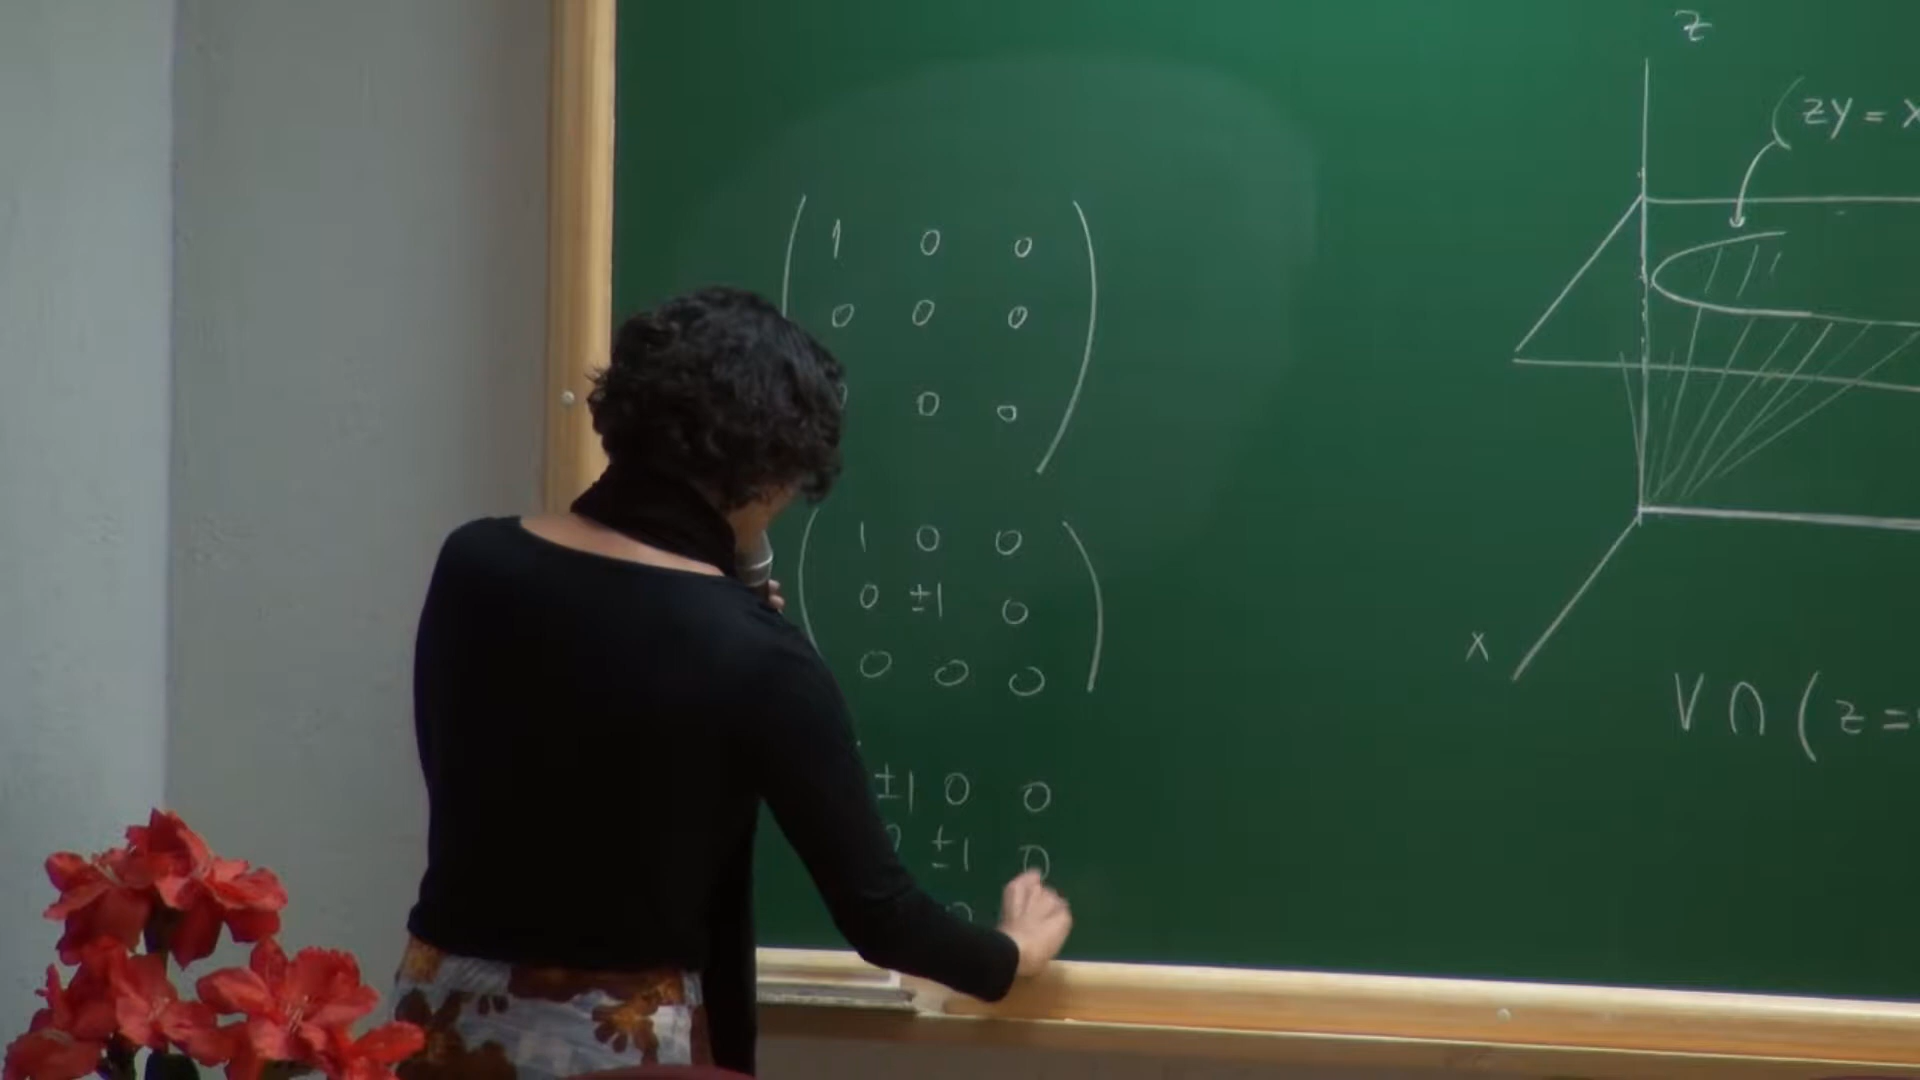 1 0 0
0 0 0
0 0
1 0 0
0 ±1 0
0 0 0
±1 0 0
±1 0
0
z
zy = x
x
V ∩ (z =